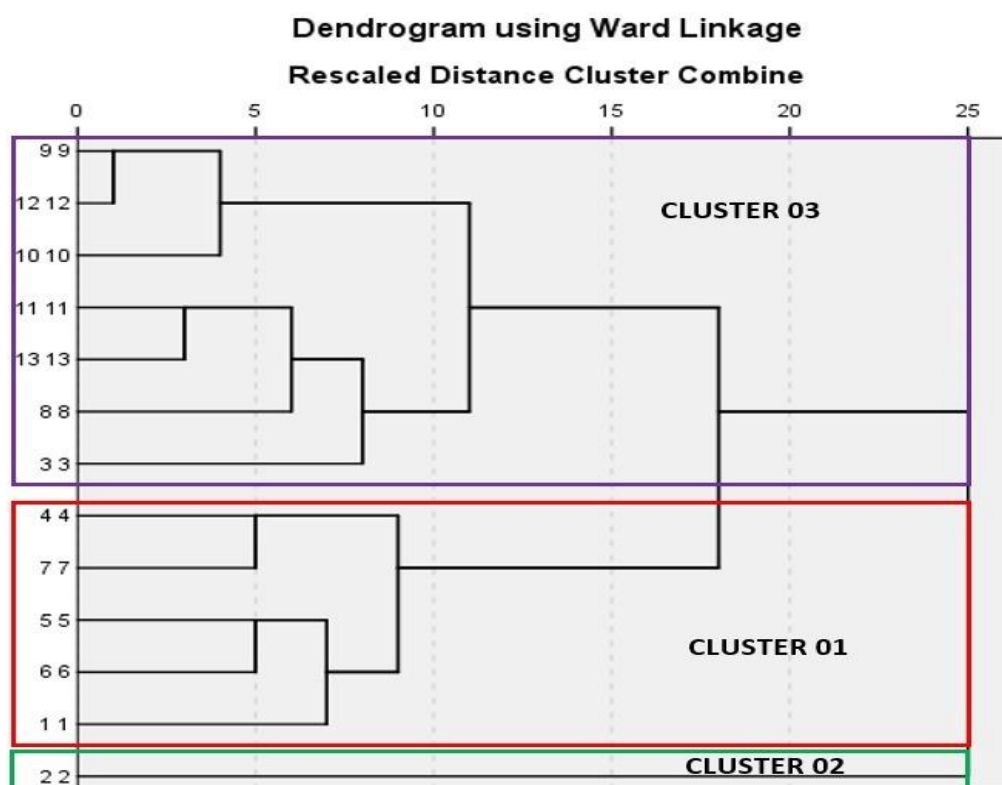 Dendrogram using Ward Linkage
Rescaled Distance Cluster Combine
0 5 10 15 20 25
9 9
12 12
CLUSTER 03
10 10
11 11
13 13
8 8
3 3
4 4
7 7
5 5
CLUSTER 01
6 6
1 1
CLUSTER 02
2 2